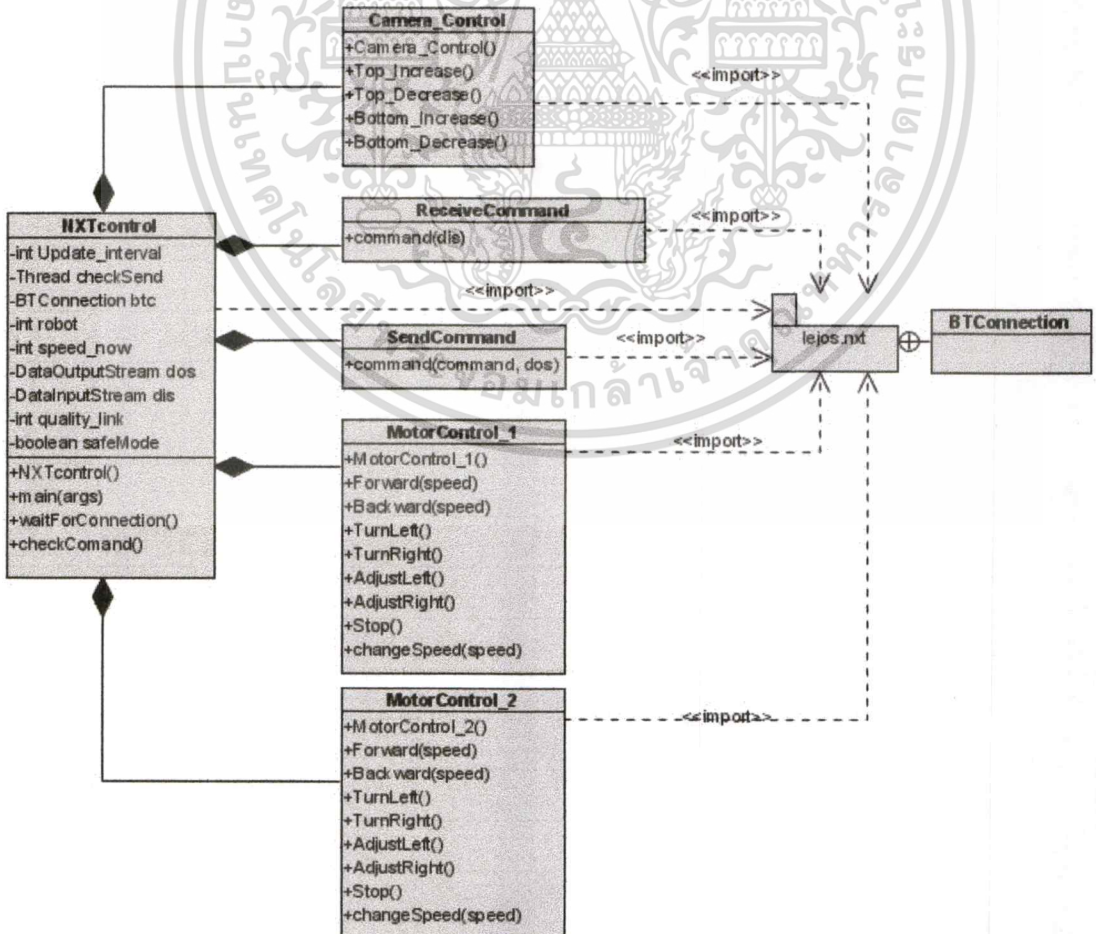 Camera_Control
+Camera_Control()
+Top_Increase()
+Top_Decrease()
+Bottom_Increase()
+Bottom_Decrease()
<<import>>
ReceiveCommand
+command(dis)
<<import>>
NXTcontrol
-int Update_interval
-Thread checkSend
-BTConnection btc
-int robot
-int speed_now
-DataOutputStream dos
-DataInputStream dis
-int quality_link
-boolean safeMode
+NXTcontrol()
+main(args)
+waitForConnection()
+checkComand()
<<import>>
SendCommand
+command(command, dos)
<<import>>
lejos.nxt
BTConnection
MotorControl_1
+MotorControl_1()
+Forward(speed)
+Backward(speed)
+TurnLeft()
+TurnRight()
+AdjustLeft()
+AdjustRight()
+Stop()
+changeSpeed(speed)
<<import>>
MotorControl_2
+MotorControl_2()
+Forward(speed)
+Backward(speed)
+TurnLeft()
+TurnRight()
+AdjustLeft()
+AdjustRight()
+Stop()
+changeSpeed(speed)
<<import>>